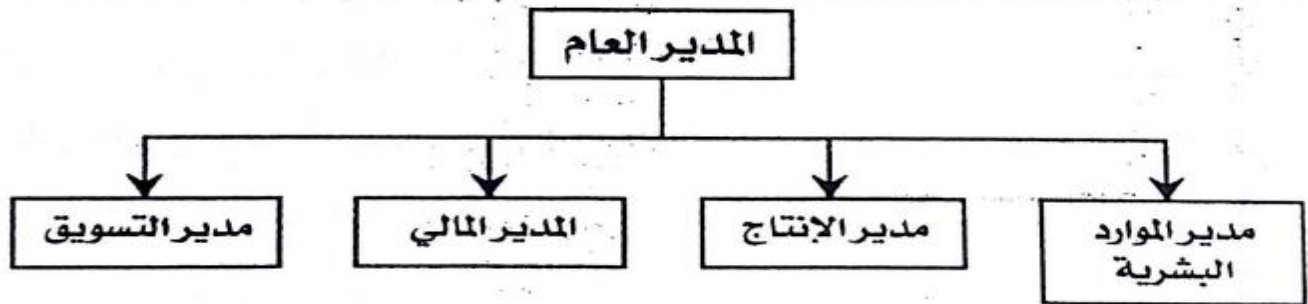 المدير العام
مدير الموارد
البشرية
مدير الإنتاج
المدير المالي
مدير التسويق